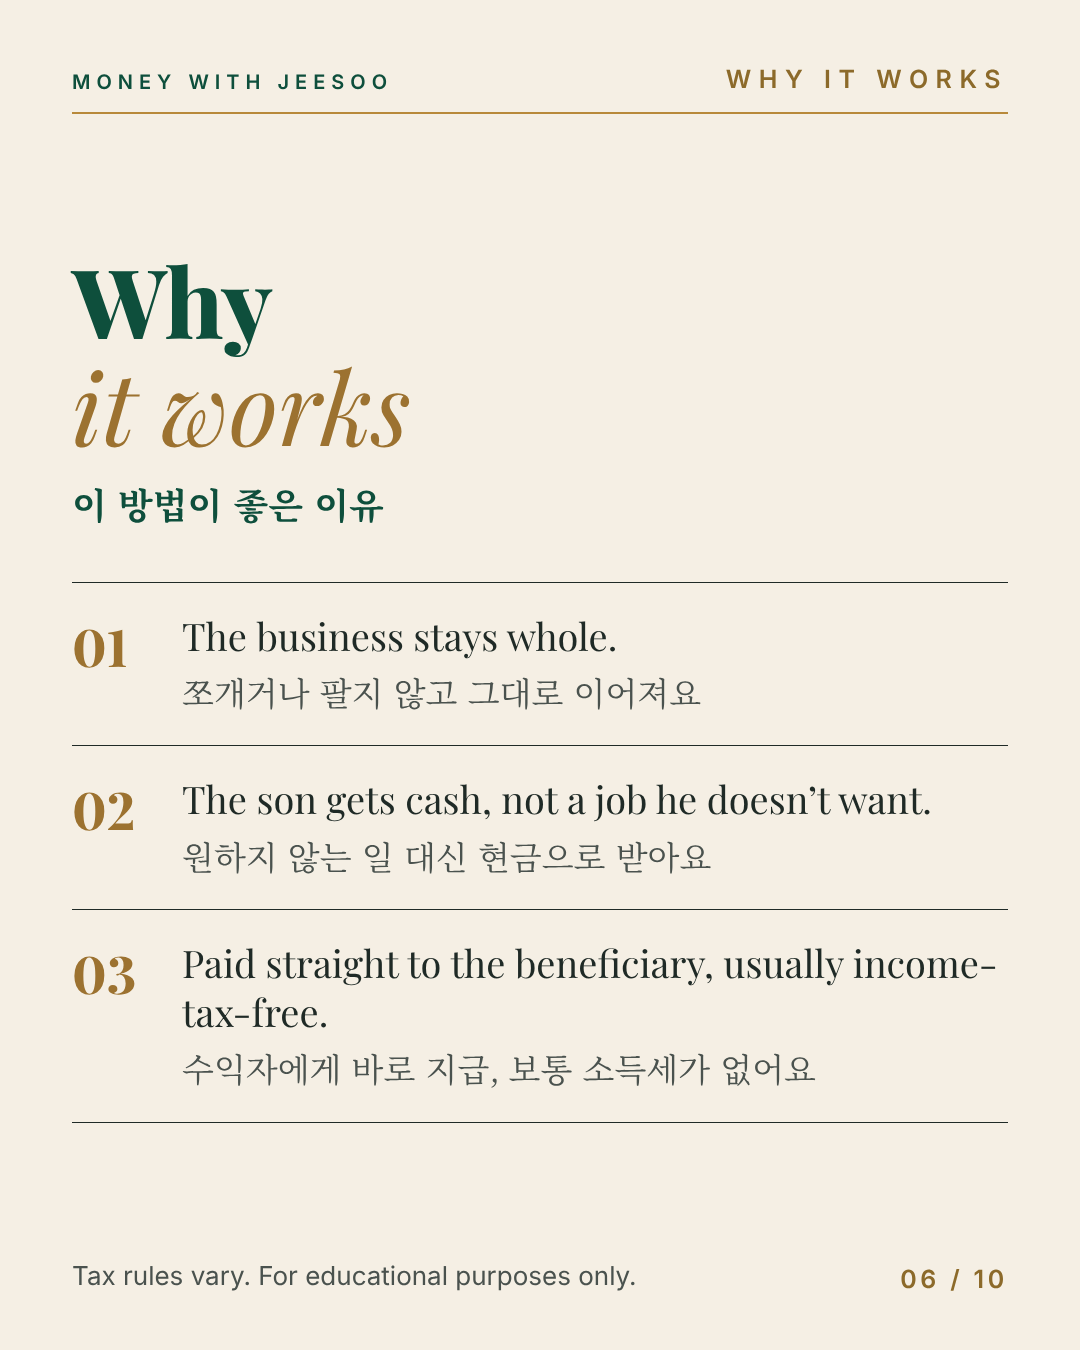 MONEY WITH JEESOO
WHY IT WORKS
Why
it works
이 방법이 좋은 이유
01
The business stays whole.
쪼개거나 팔지 않고 그대로 이어져요
02
The son gets cash, not a job he doesn’t want.
원하지 않는 일 대신 현금으로 받아요
03
Paid straight to the beneficiary, usually income-
tax-free.
수익자에게 바로 지급, 보통 소득세가 없어요
Tax rules vary. For educational purposes only.
06 / 10